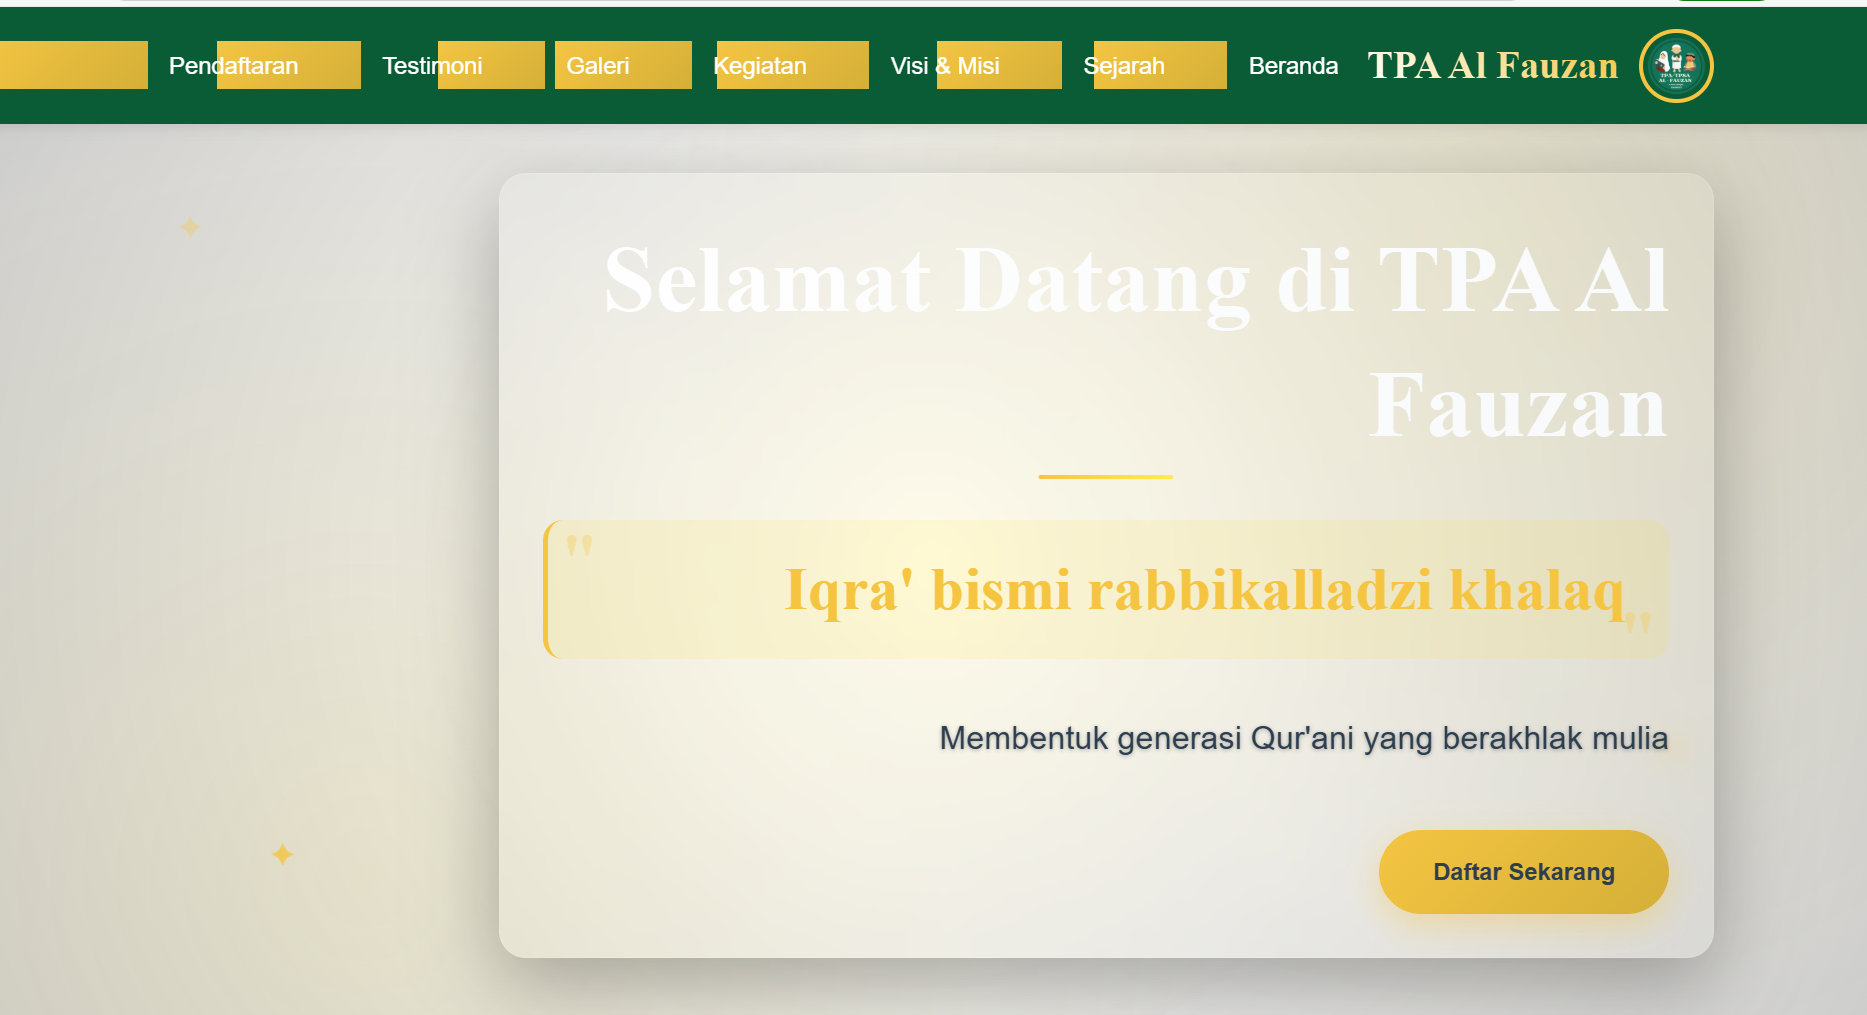 Pendaftaran Testimoni Galeri Kegiatan Visi & Misi Sejarah Beranda TPA Al Fauzan
TPA/TPSA
AL - FAUZAN
Selamat Datang di TPA Al
Fauzan
" Iqra' bismi rabbikalladzi khalaq "
Membentuk generasi Qur'ani yang berakhlak mulia
Daftar Sekarang